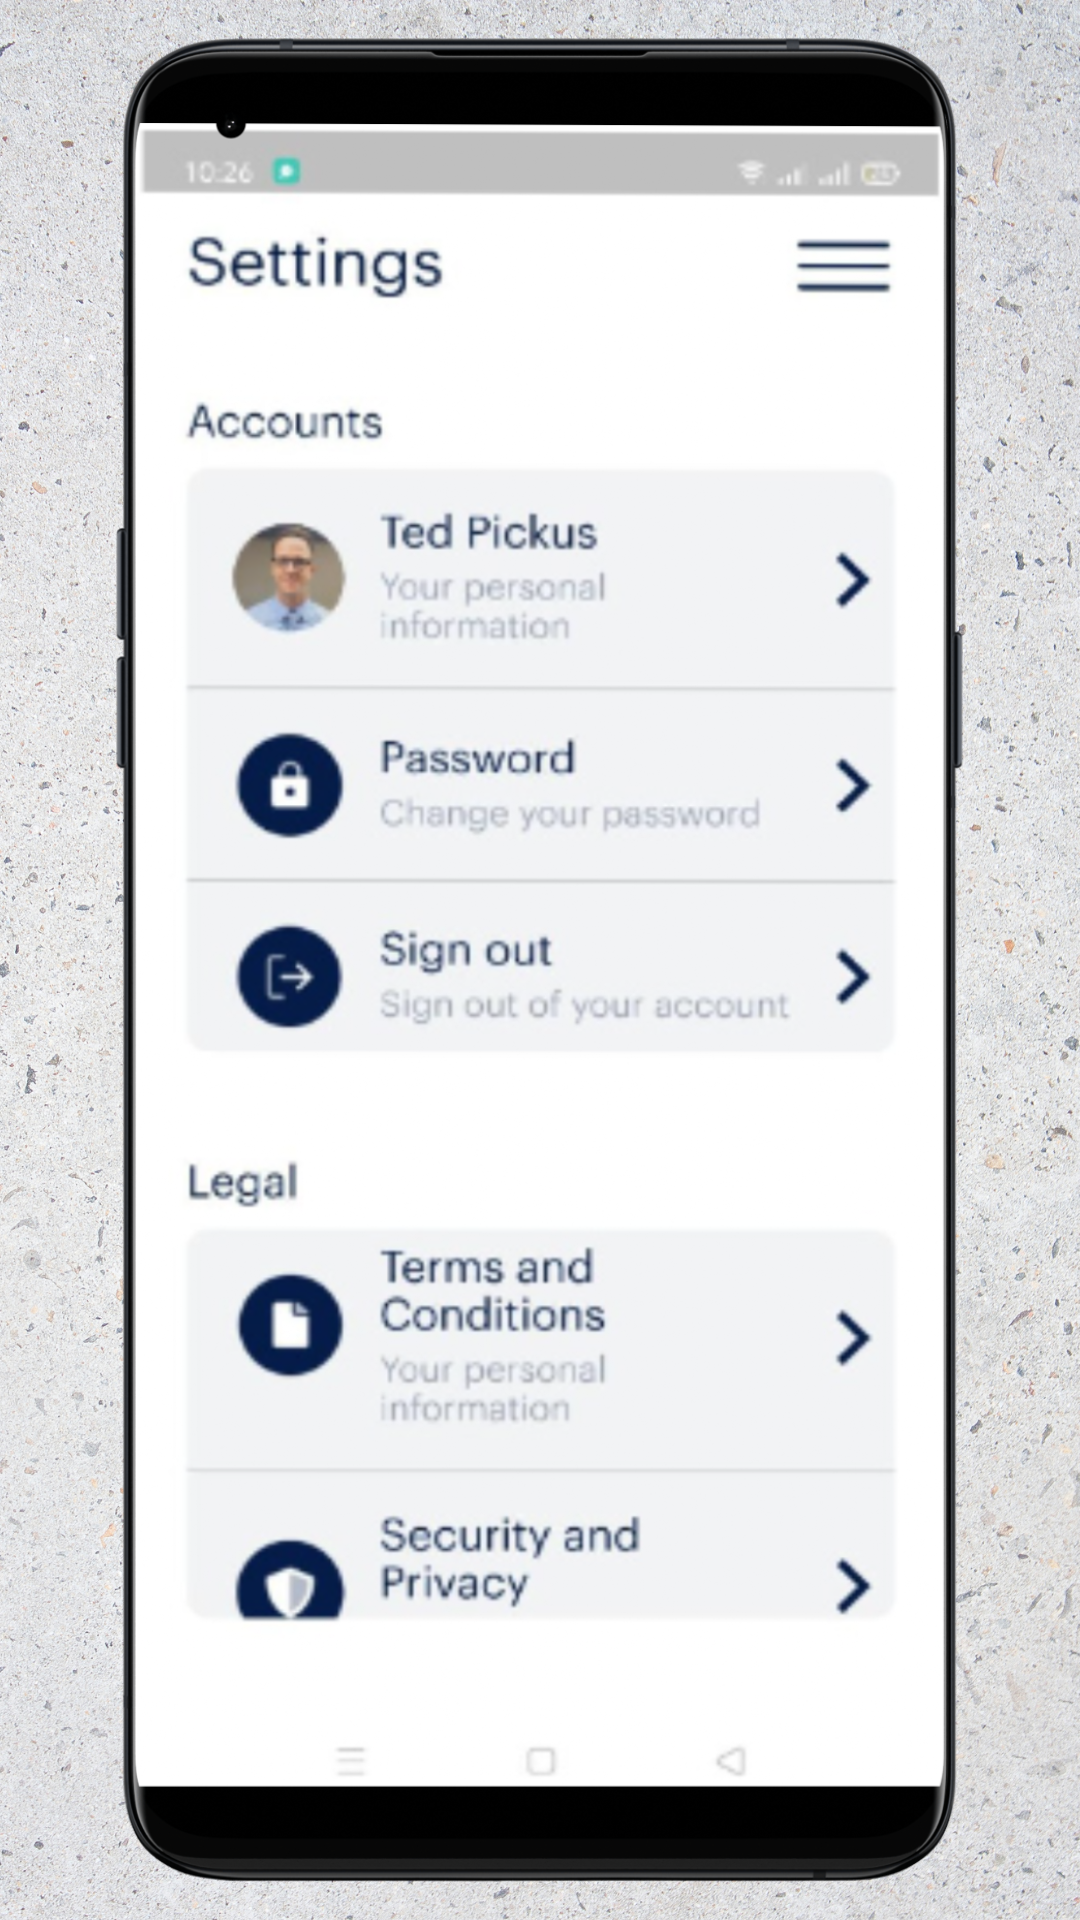 10:26
Settings
Accounts
Ted Pickus
Your personal
information
Password
Change your password
Sign out
Sign out of your account
Legal
Terms and
Conditions
Your personal
information
Security and
Privacy